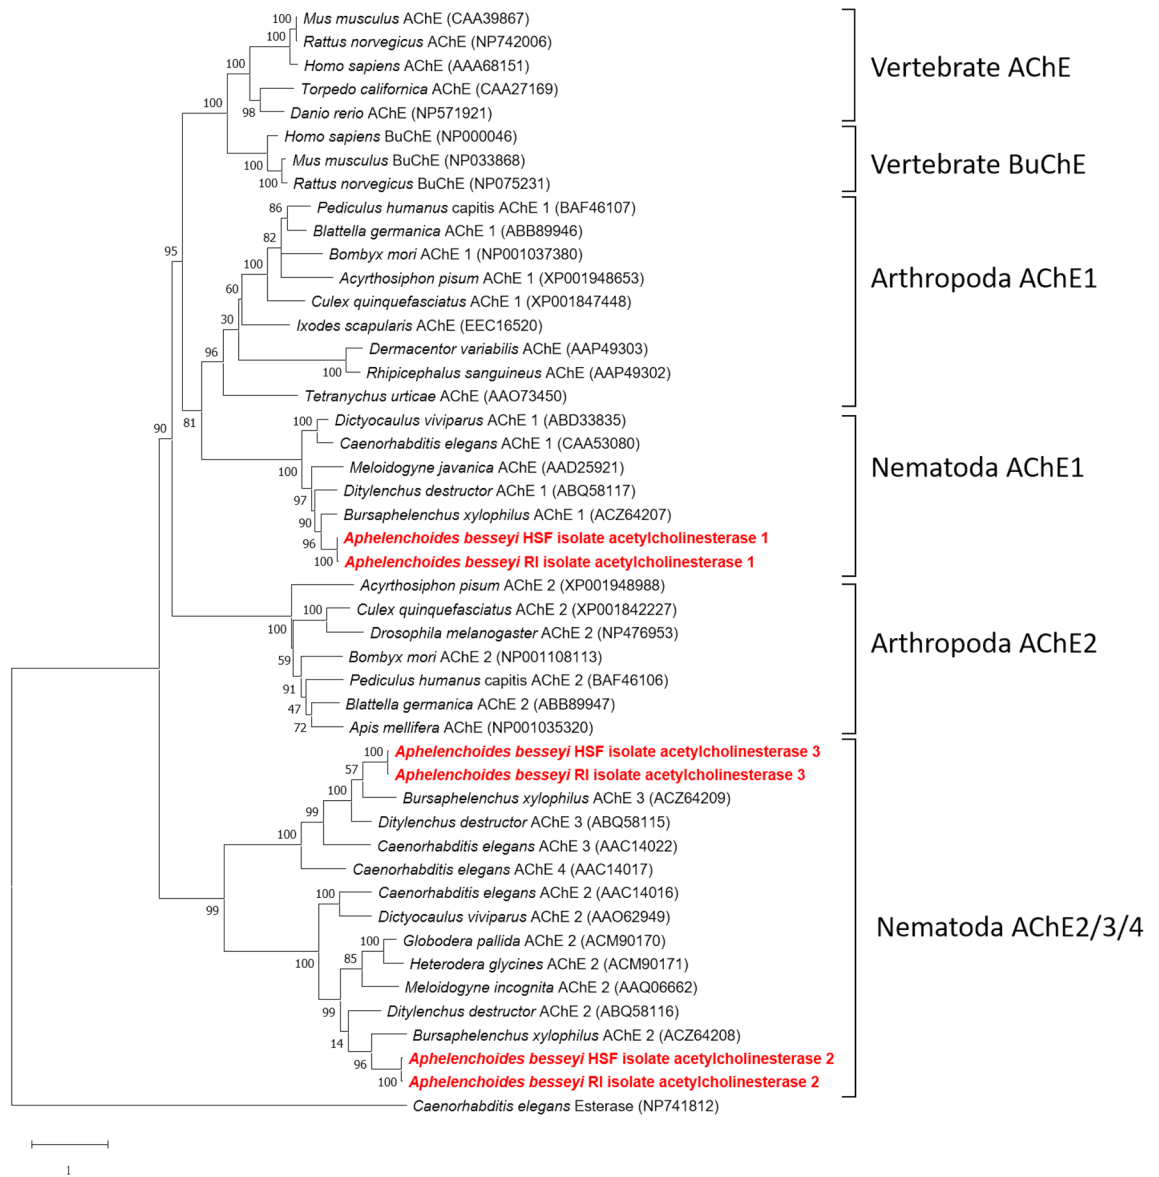 100 Mus musculus AChE (CAA39867)
100 Rattus norvegicus AChE (NP742006)
Homo sapiens AChE (AAA68151)
Vertebrate AChE
100
Torpedo californica AChE (CAA27169)
98 Danio rerio AChE (NP571921)
100
Homo sapiens BuChE (NP000046)
100 Mus musculus BuChE (NP033868)
Vertebrate BuChE
100 Rattus norvegicus BuChE (NP075231)
86 Pediculus humanus capitis AChE 1 (BAF46107)
Blattella germanica AChE 1 (ABB89946)
82
95
Bombyx mori AChE 1 (NP001037380)
100
Acyrthosiphon pisum AChE 1 (XP001948653)
Arthropoda AChE1
60
Culex quinquefasciatus AChE 1 (XP001847448)
30
Ixodes scapularis AChE (EEC16520)
Dermacentor variabilis AChE (AAP49303)
96
100 Rhipicephalus sanguineus AChE (AAP49302)
Tetranychus urticae AChE (AAO73450)
81
90
100 Dictyocaulus viviparus AChE 1 (ABD33835)
Caenorhabditis elegans AChE 1 (CAA53080)
100
Meloidogyne javanica AChE (AAD25921)
Nematoda AChE1
97
Ditylenchus destructor AChE 1 (ABQ58117)
90
Bursaphelenchus xylophilus AChE 1 (ACZ64207)
96
Aphelenchoides besseyi HSF isolate acetylcholinesterase 1
100 Aphelenchoides besseyi RI isolate acetylcholinesterase 1
Acyrthosiphon pisum AChE 2 (XP001948988)
100 Culex quinquefasciatus AChE 2 (XP001842227)
100
Drosophila melanogaster AChE 2 (NP476953)
Arthropoda AChE2
59
Bombyx mori AChE 2 (NP001108113)
91
Pediculus humanus capitis AChE 2 (BAF46106)
47
Blattella germanica AChE 2 (ABB89947)
72 Apis mellifera AChE (NP001035320)
100 Aphelenchoides besseyi HSF isolate acetylcholinesterase 3
57
Aphelenchoides besseyi RI isolate acetylcholinesterase 3
100
Bursaphelenchus xylophilus AChE 3 (ACZ64209)
99
Ditylenchus destructor AChE 3 (ABQ58115)
100
Caenorhabditis elegans AChE 3 (AAC14022)
Caenorhabditis elegans AChE 4 (AAC14017)
100 Caenorhabditis elegans AChE 2 (AAC14016)
99
Dictyocaulus viviparus AChE 2 (AAO62949)
Nematoda AChE2/3/4
100 Globodera pallida AChE 2 (ACM90170)
85
100
Heterodera glycines AChE 2 (ACM90171)
Meloidogyne incognita AChE 2 (AAQ06662)
99
Ditylenchus destructor AChE 2 (ABQ58116)
14
Bursaphelenchus xylophilus AChE 2 (ACZ64208)
96
Aphelenchoides besseyi HSF isolate acetylcholinesterase 2
100 Aphelenchoides besseyi RI isolate acetylcholinesterase 2
Caenorhabditis elegans Esterase (NP741812)
1